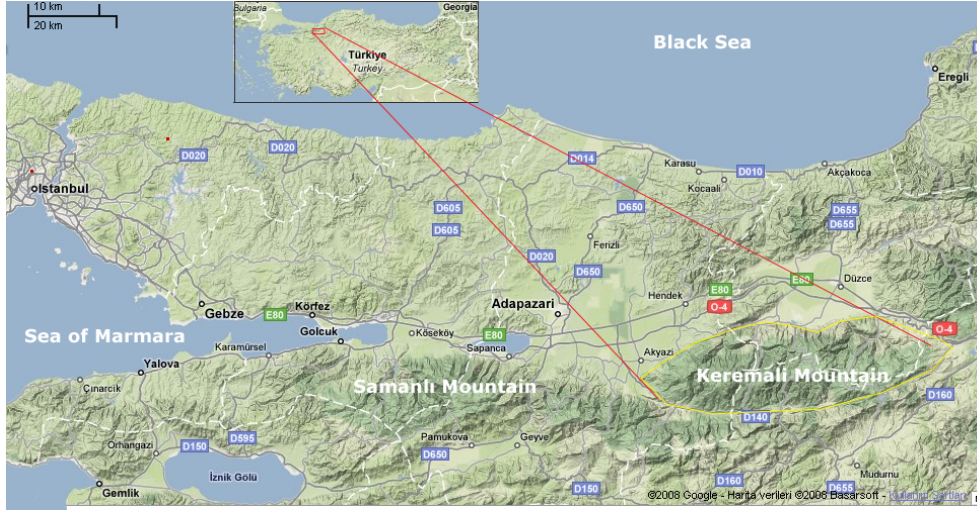 10 km
20 km
Bulgaria
Georgia
Türkiye
Turkey
Black Sea
Eregli
D020
D020
D014
Karasu
D010
Akçakoca
Kocaali
Istanbul
D605
D650
D655
D605
D655
Ferizli
D020
D650
E80
Düzce
E80
Hendek
O-4
Gebze
Körfez
Adapazari
E80
Golcuk
Köseköy
E80
O-4
Sea of Marmara
Karamürsel
Sapanca
Akyazi
Yalova
Keremali Mountain
Çınarcik
Samanlı Mountain
D160
D140
Orhangazi
D150
D595
Pamukova
Geyve
D650
İznik Gölü
Mudurnu
D160
Gemlik
D150
D655
©2008 Google - Harita verileri ©2008 Basarsoft - Kullanım Şartları